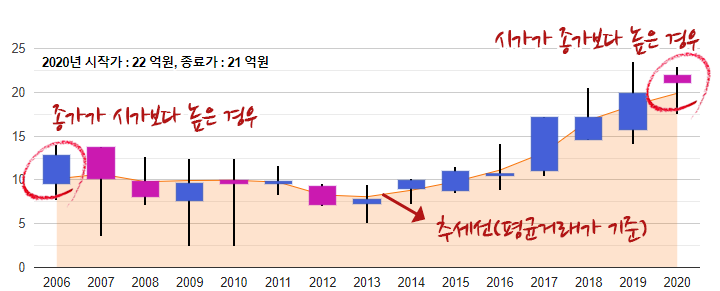 시가가 종가보다 높은 경우
25
2020년 시작가 : 22 억원, 종료가 : 21 억원
20
종가가 시가보다 높은 경우
15
10
추세선(평균거래가 기준)
5
0
2006 2007 2008 2009 2010 2011 2012 2013 2014 2015 2016 2017 2018 2019 2020